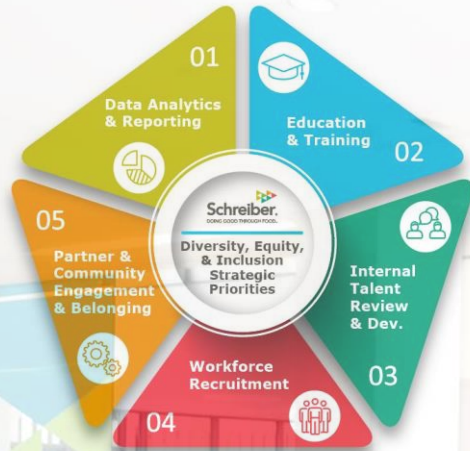 01
Data Analytics
& Reporting
Education
& Training
02
Internal
Talent
Review
& Dev.
03
Workforce
Recruitment
04
05
Partner &
Community
Engagement
& Belonging
Schreiber.
DOING GOOD THROUGH FOOD.
Diversity, Equity,
& Inclusion
Strategic
Priorities